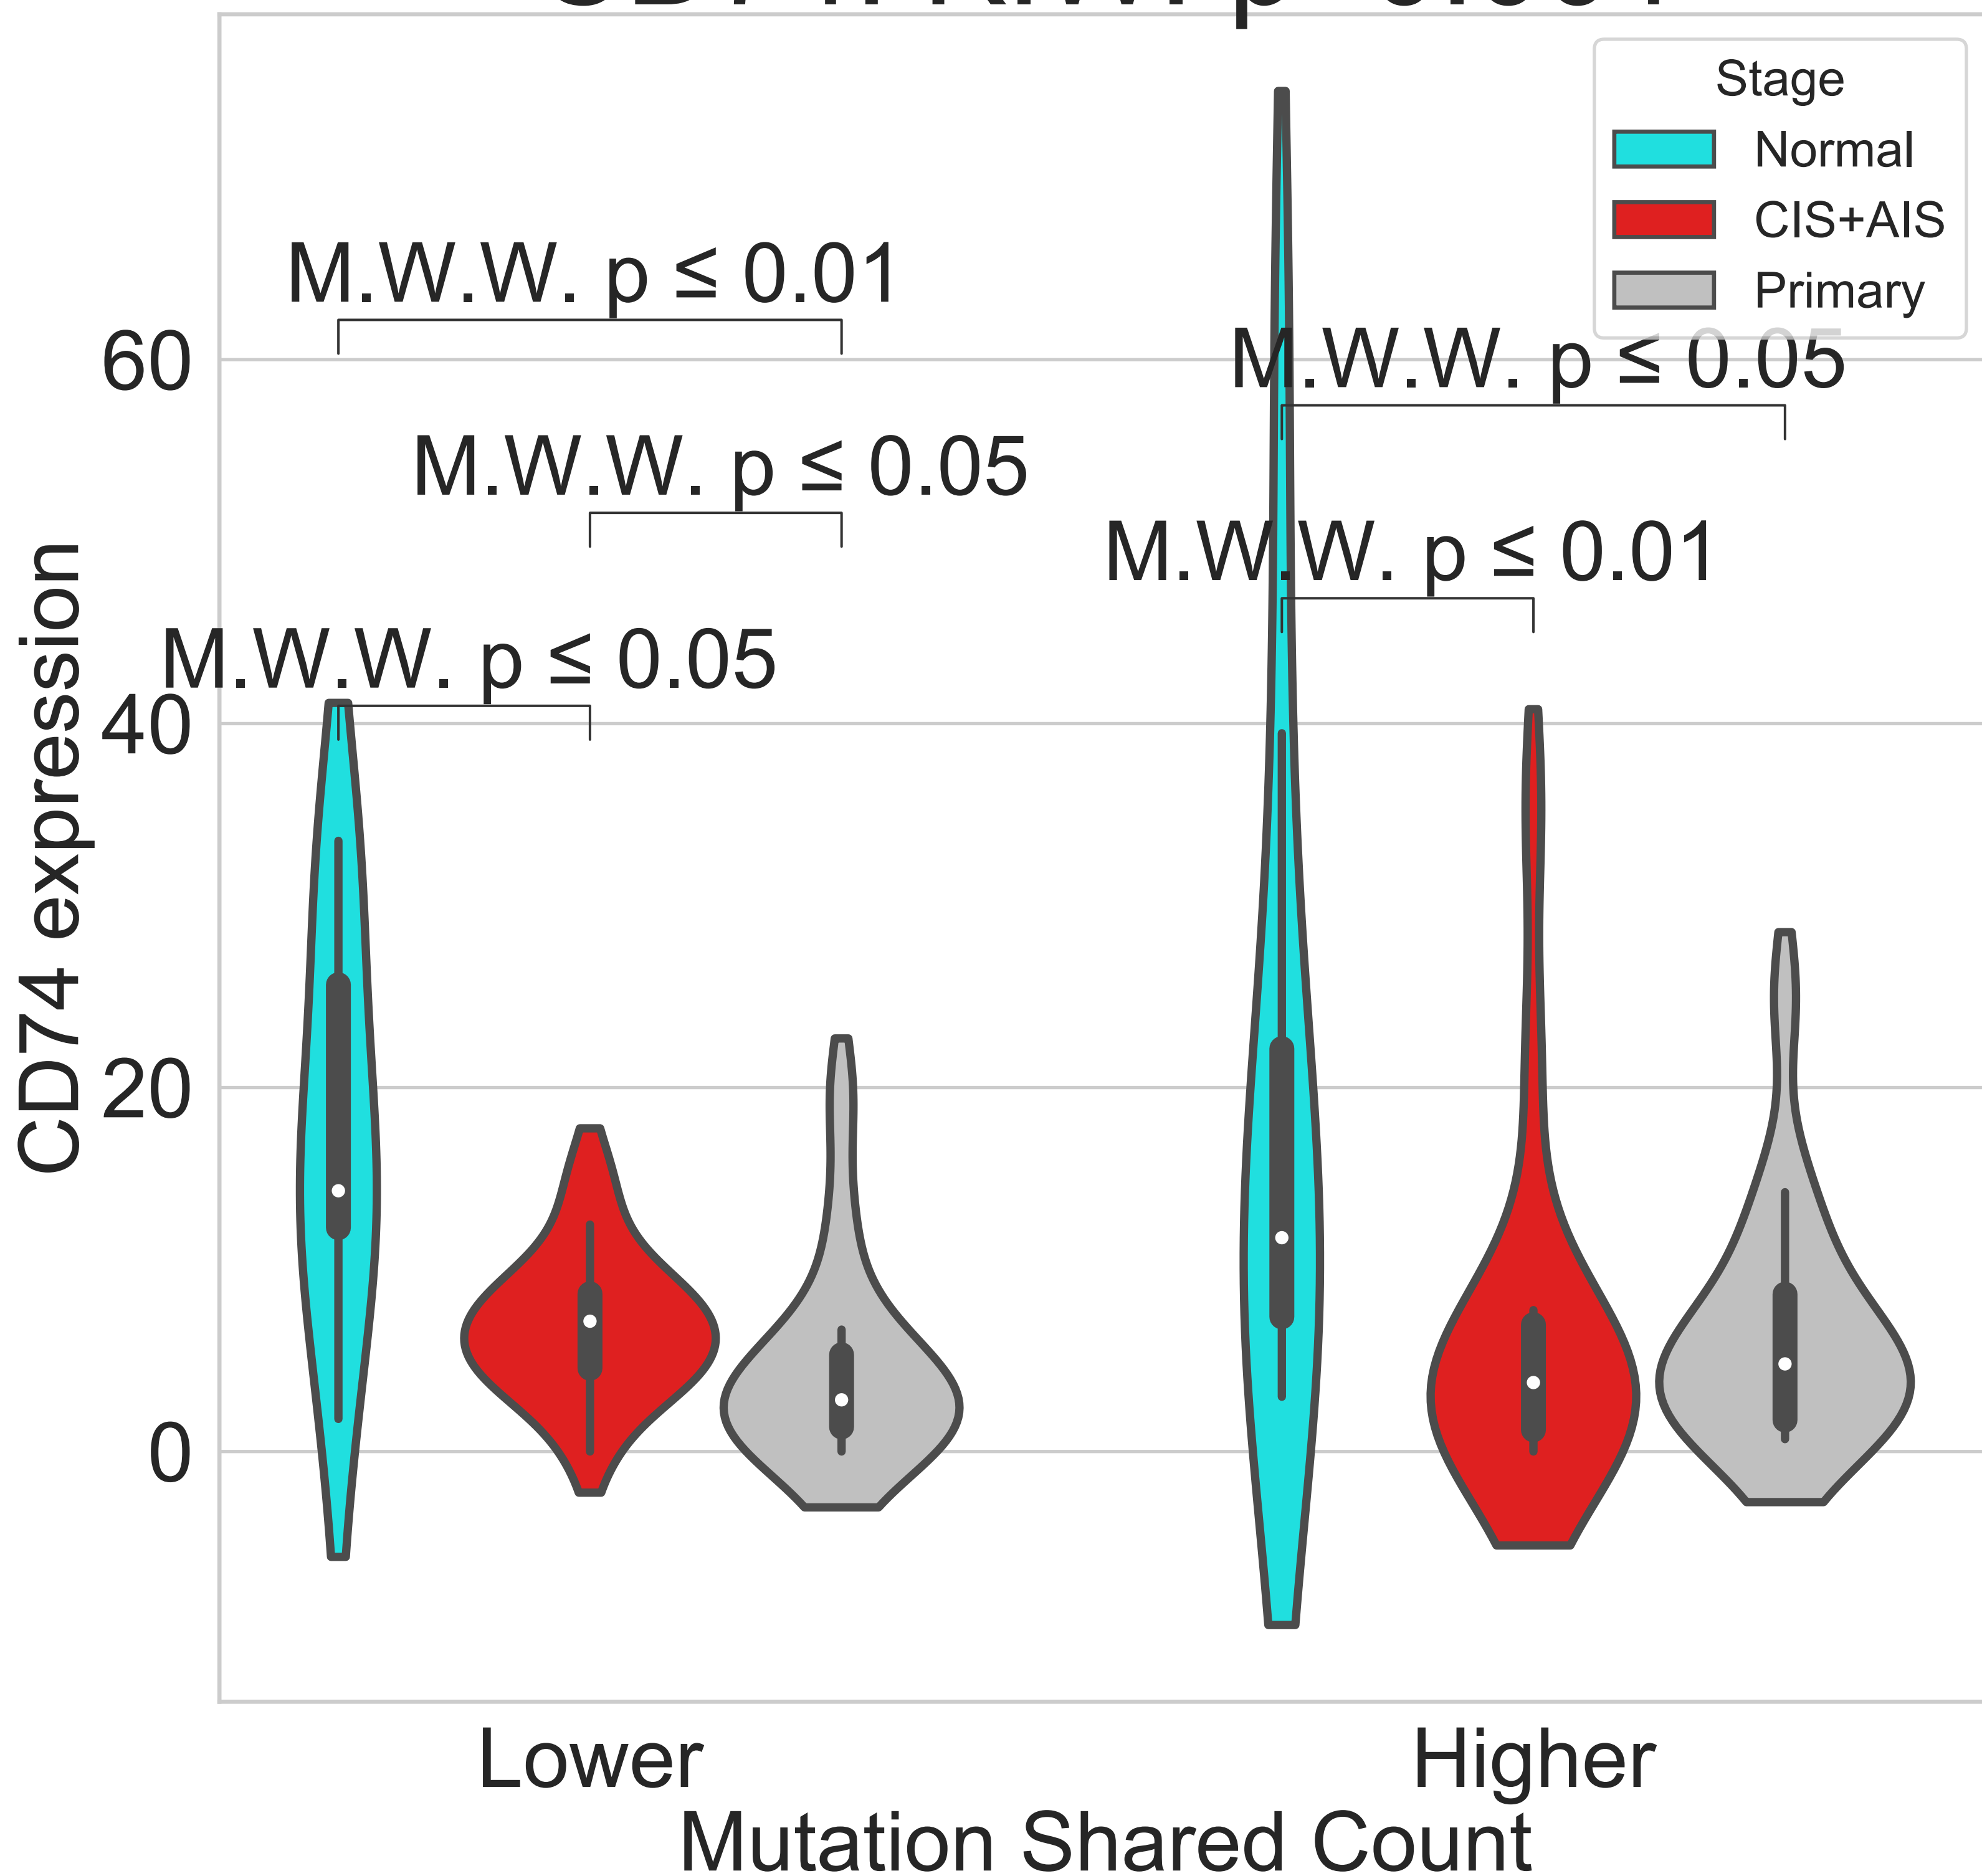 Stage
Normal
CIS+AIS
Primary
M.W.W. p ≤ 0.01
M.W.W. p ≤ 0.05
M.W.W. p ≤ 0.05
M.W.W. p ≤ 0.01
M.W.W. p ≤ 0.05
60
40
20
0
CD74 expression
Lower
Higher
Mutation Shared Count